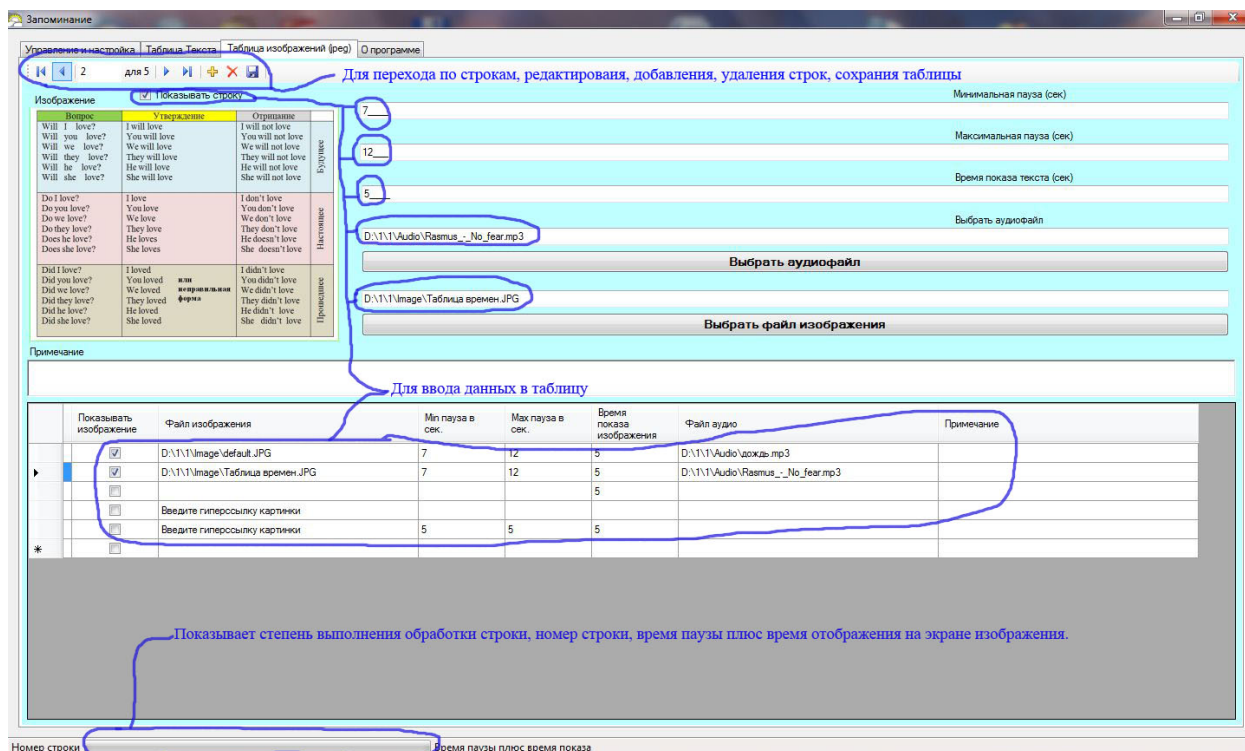 Запоминание
Управление и настройка Таблица Текста Таблица изображений (jpeg) О программе
2 для 5
Для перехода по строкам, редактироваия, добавления, удаления строк, сохрания таблицы
Изображение Показывать строку Минимальная пауза (сек)
7___
Максимальная пауза (сек)
12___
Время показа текста (сек)
5____
Выбрать аудиофайл
D:\1\1\Audio\Rasmus_-_No_fear.mp3
Выбрать аудиофайл
D:\1\1\Image\Таблица времен.JPG
Выбрать файл изображения
Вопрос Утверждение Отрицание
Will I love? I will love I will not love
Will you love? You will love You will not love
Will we love? We will love We will not love
Will they love? They will love They will not love
Will he love? He will love He will not love
Will she love? She will love She will not love
Будущее
Do I love? I love I don't love
Do you love? You love You don't love
Do we love? We love We don't love
Do they love? They love They don't love
Does he love? He loves He doesn't love
Does she love? She loves She doesn't love
Настоящее
Did I love? I loved I didn't love
Did you love? You loved или You didn't love
Did we love? We loved неправильная We didn't love
Did they love? They loved форма They didn't love
Did he love? He loved He didn't love
Did she love? She loved She didn't love
Прошедшее
Примечание
Для ввода данных в таблицу
Показывать изображение Файл изображения Min пауза в сек. Max пауза в сек. Время показа изображения Файл аудио Примечание
D:\1\1\Image\default.JPG 7 12 5 D:\1\1\Audio\дождь.mp3
D:\1\1\Image\Таблица времен.JPG 7 12 5 D:\1\1\Audio\Rasmus_-_No_fear.mp3
5
Введите гиперссылку картинки
Введите гиперссылку картинки 5 5 5
Показывает степень выполнения обработки строки, номер строки, время паузы плюс время отображения на экране изображения.
Номер строки Время паузы плюс время показа